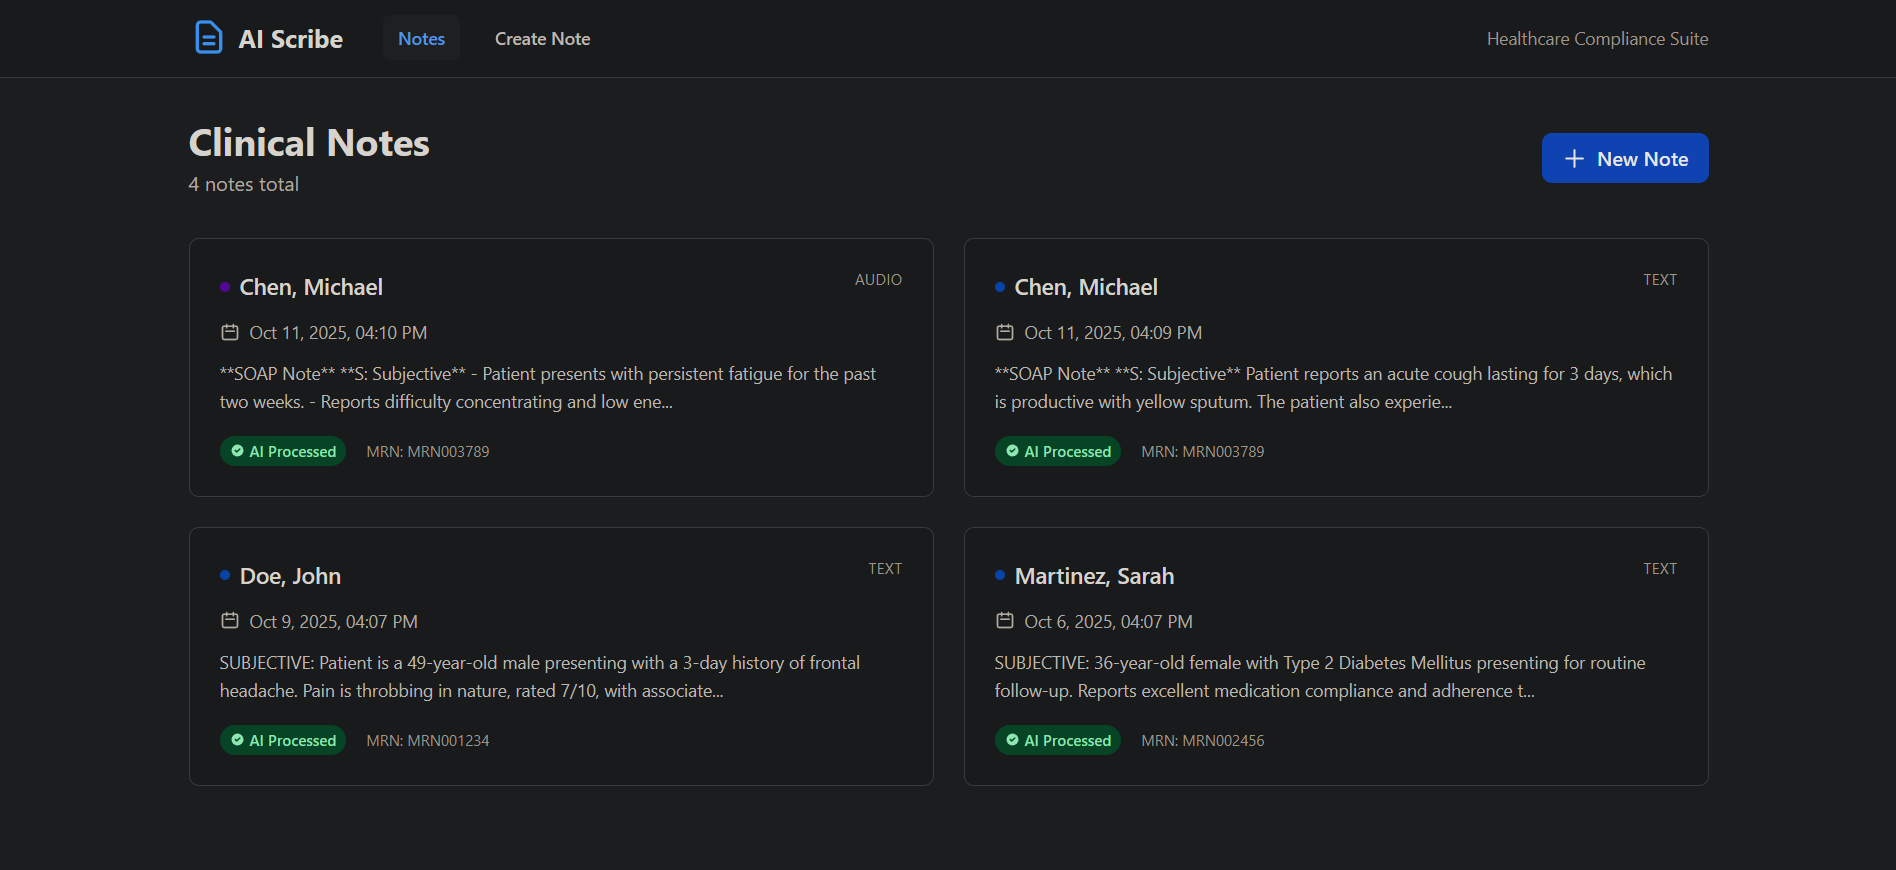 AI Scribe
Notes
Create Note
Healthcare Compliance Suite
Clinical Notes
4 notes total
New Note
Chen, Michael
AUDIO
Oct 11, 2025, 04:10 PM
**SOAP Note** **S: Subjective** - Patient presents with persistent fatigue for the past
two weeks. - Reports difficulty concentrating and low ene...
AI Processed
MRN: MRN003789
Chen, Michael
TEXT
Oct 11, 2025, 04:09 PM
**SOAP Note** **S: Subjective** Patient reports an acute cough lasting for 3 days, which
is productive with yellow sputum. The patient also experie...
AI Processed
MRN: MRN003789
Doe, John
TEXT
Oct 9, 2025, 04:07 PM
SUBJECTIVE: Patient is a 49-year-old male presenting with a 3-day history of frontal
headache. Pain is throbbing in nature, rated 7/10, with associate...
AI Processed
MRN: MRN001234
Martinez, Sarah
TEXT
Oct 6, 2025, 04:07 PM
SUBJECTIVE: 36-year-old female with Type 2 Diabetes Mellitus presenting for routine
follow-up. Reports excellent medication compliance and adherence t...
AI Processed
MRN: MRN002456